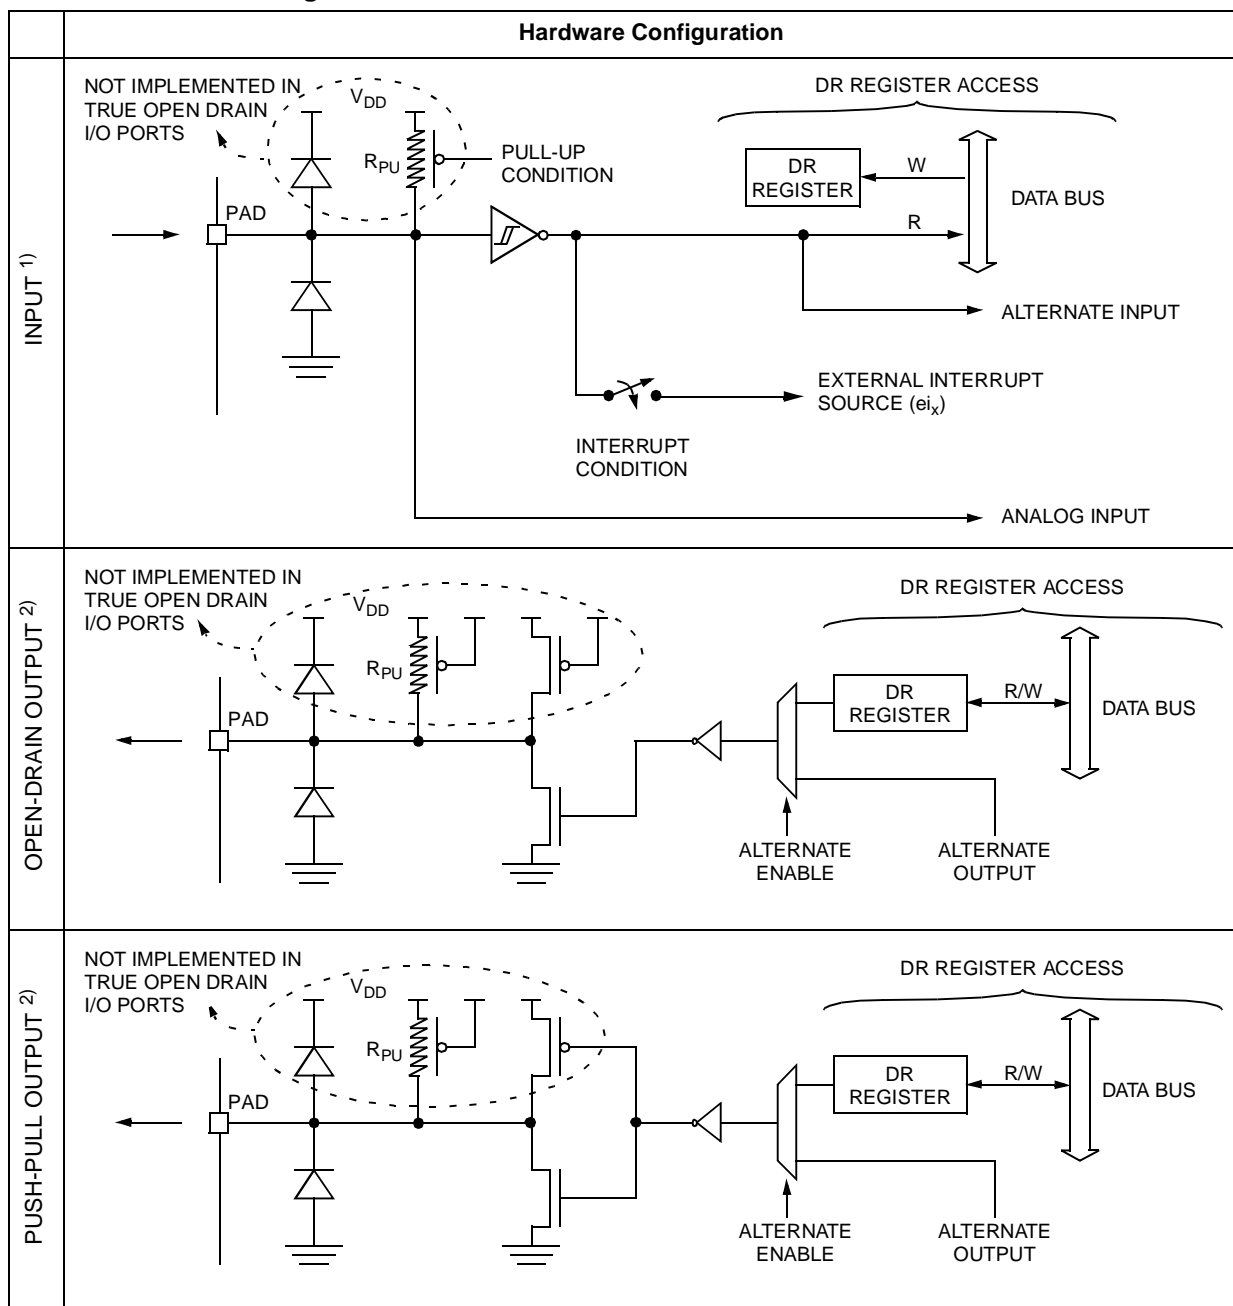 Hardware Configuration
INPUT 1)
NOT IMPLEMENTED IN
TRUE OPEN DRAIN
I/O PORTS
VDD
RPU
PULL-UP
CONDITION
PAD
DR REGISTER ACCESS
DR
REGISTER
W
R
DATA BUS
ALTERNATE INPUT
EXTERNAL INTERRUPT
SOURCE (eix)
INTERRUPT
CONDITION
ANALOG INPUT
OPEN-DRAIN OUTPUT 2)
NOT IMPLEMENTED IN
TRUE OPEN DRAIN
I/O PORTS
VDD
RPU
PAD
DR REGISTER ACCESS
DR
REGISTER
R/W
DATA BUS
ALTERNATE
ENABLE
ALTERNATE
OUTPUT
PUSH-PULL OUTPUT 2)
NOT IMPLEMENTED IN
TRUE OPEN DRAIN
I/O PORTS
VDD
RPU
PAD
DR REGISTER ACCESS
DR
REGISTER
R/W
DATA BUS
ALTERNATE
ENABLE
ALTERNATE
OUTPUT